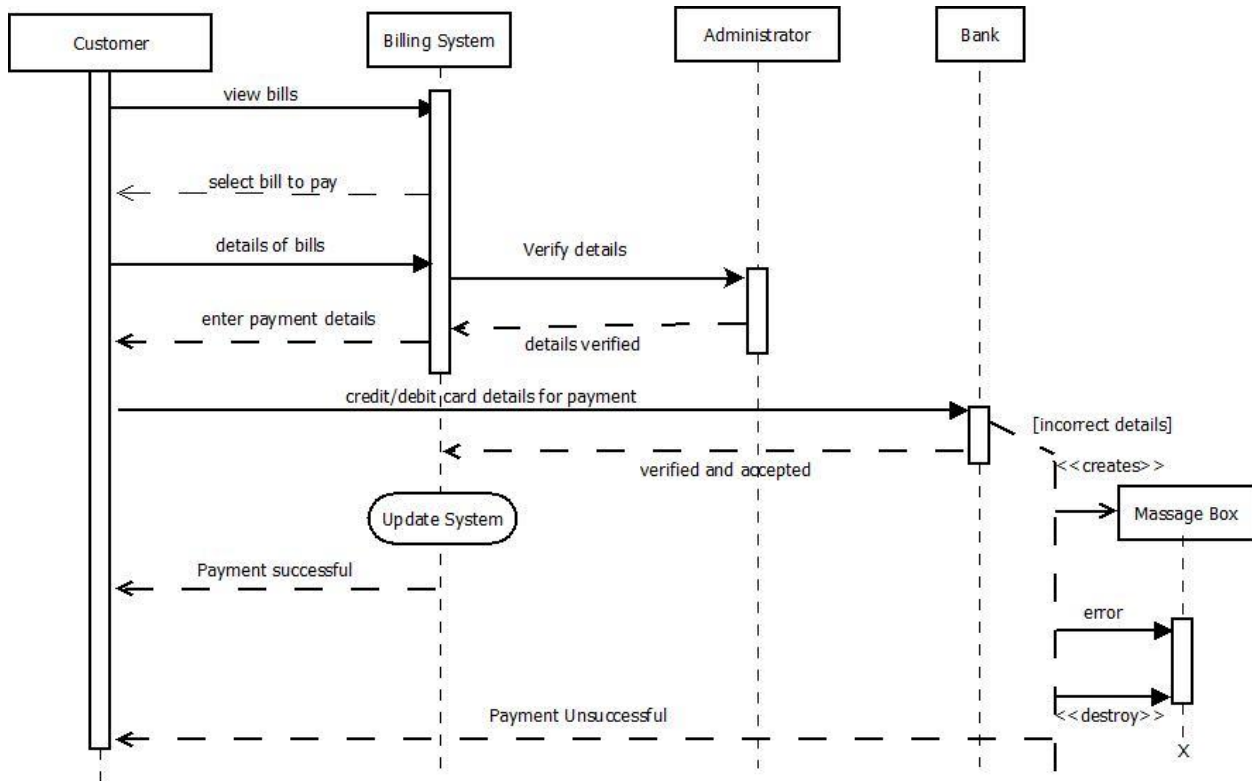 Customer
Billing System
Administrator
Bank
view bills
select bill to pay
details of bills
Verify details
enter payment details
details verified
credit/debit card details for payment
[incorrect details]
verified and accepted
<<creates>>
Update System
Massage Box
Payment successful
error
Payment Unsuccessful
<<destroy>>
X